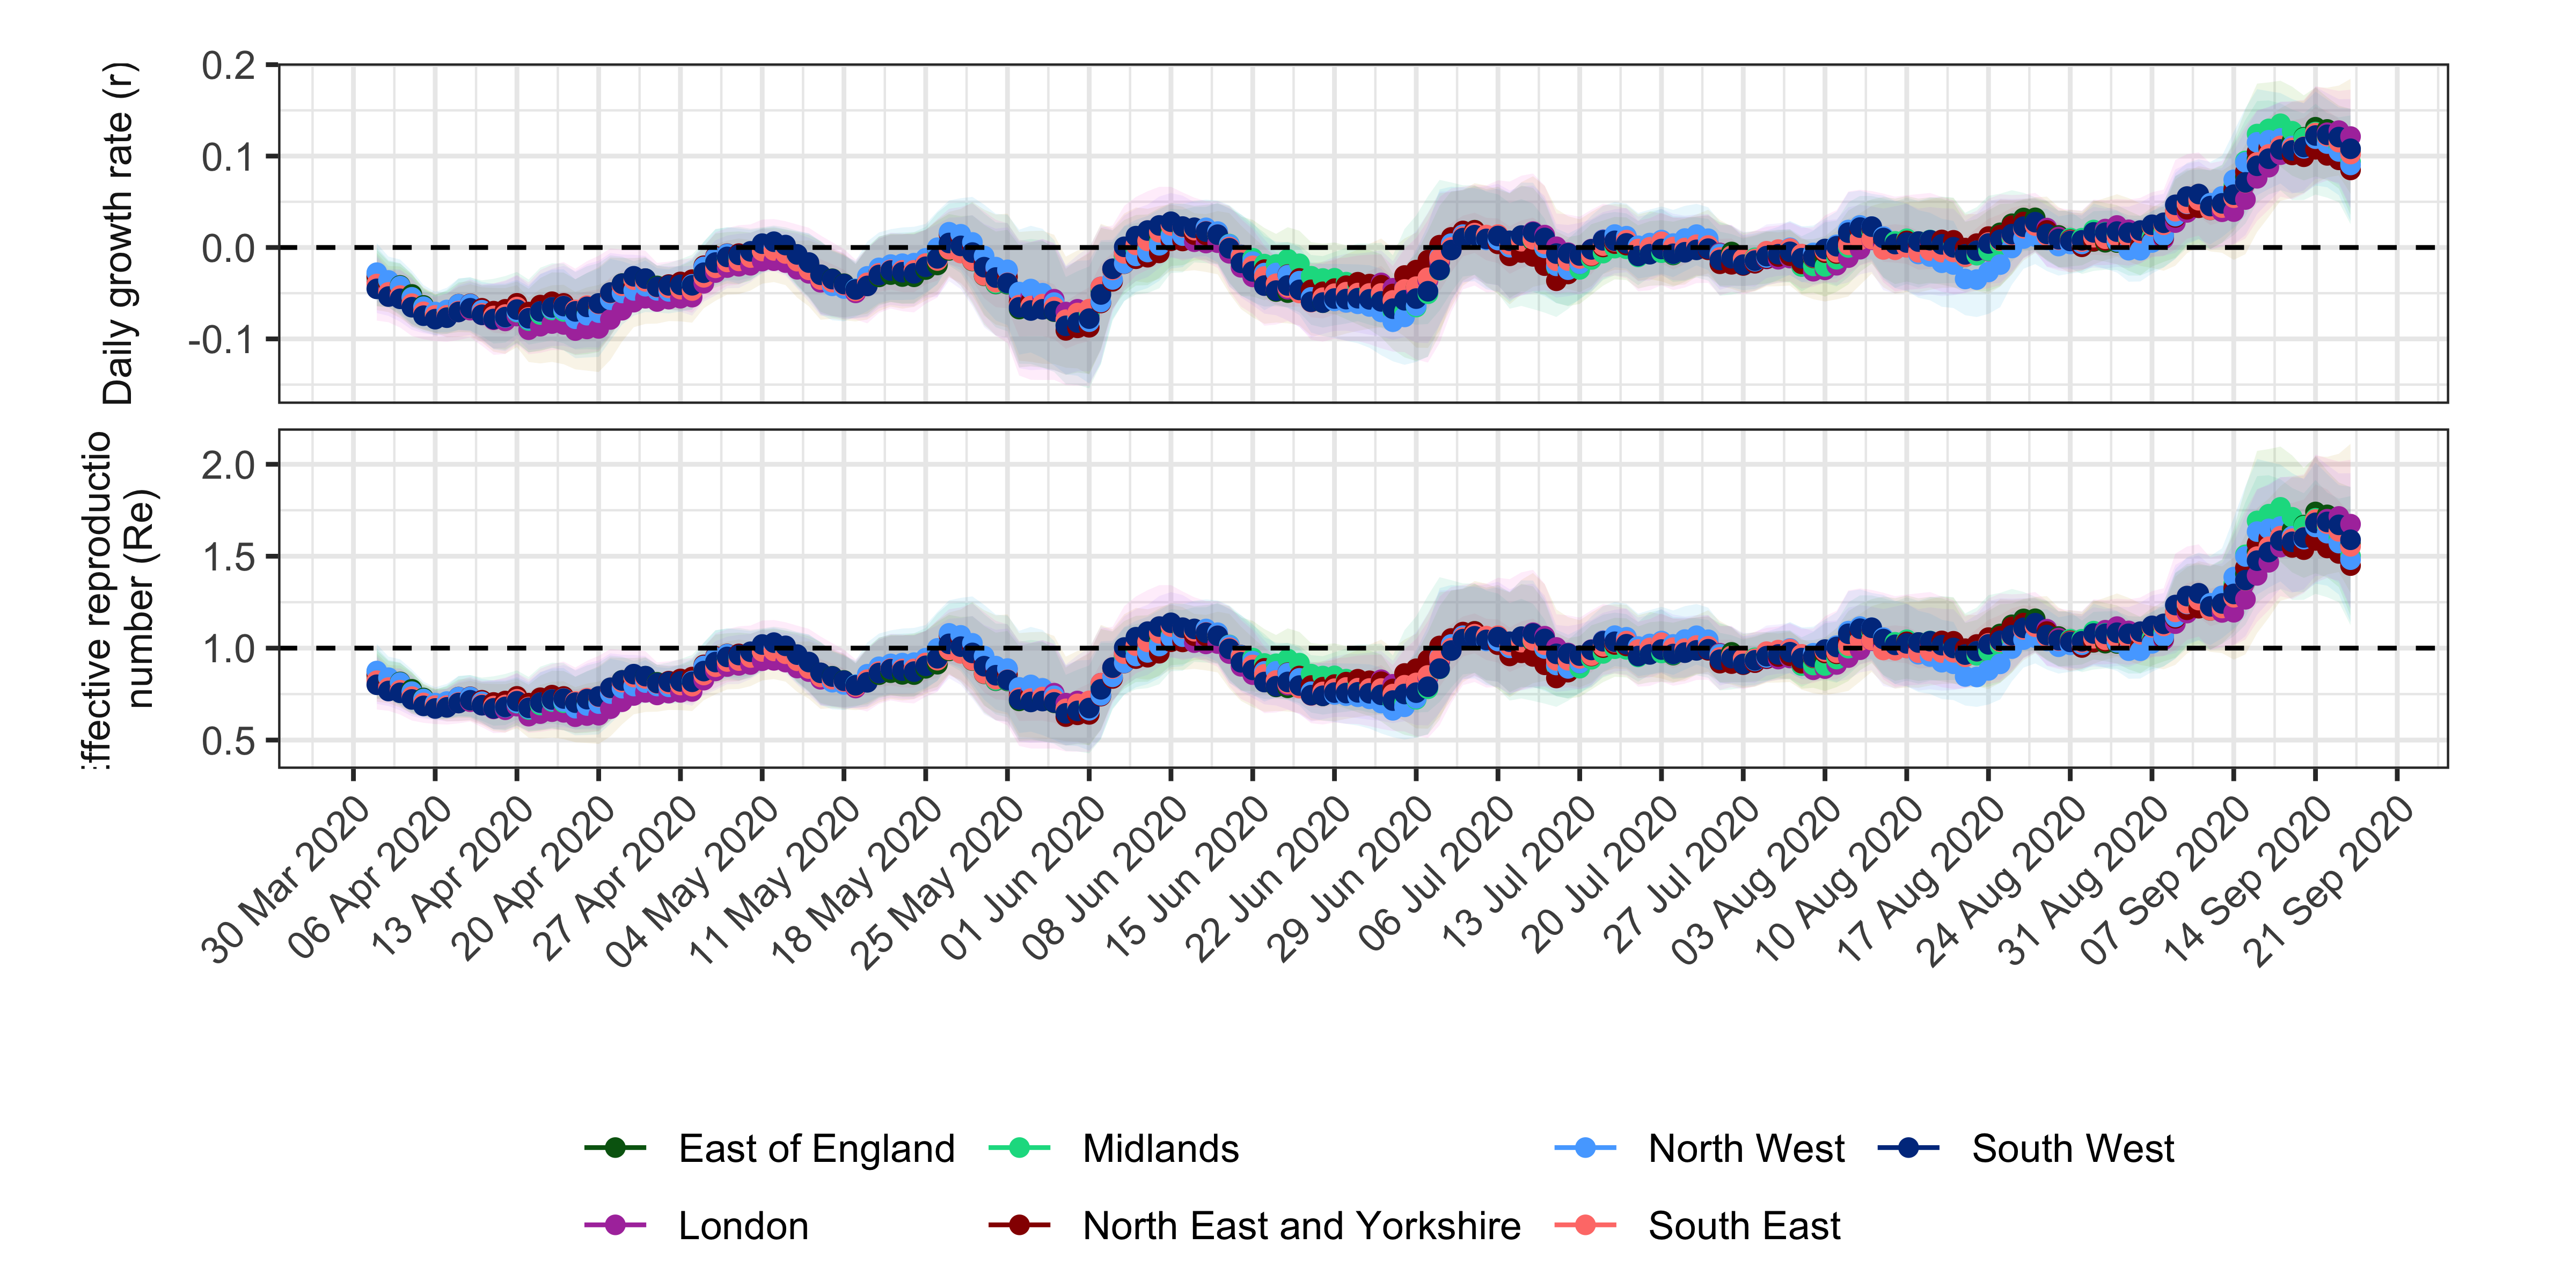 Daily growth rate (r)
0.2
0.1
0.0
-0.1
ffective reproductio
number (Re)
2.0
1.5
1.0
0.5
30 Mar 2020
06 Apr 2020
13 Apr 2020
20 Apr 2020
27 Apr 2020
04 May 2020
11 May 2020
18 May 2020
25 May 2020
01 Jun 2020
08 Jun 2020
15 Jun 2020
22 Jun 2020
29 Jun 2020
06 Jul 2020
13 Jul 2020
20 Jul 2020
27 Jul 2020
03 Aug 2020
10 Aug 2020
17 Aug 2020
24 Aug 2020
31 Aug 2020
07 Sep 2020
14 Sep 2020
21 Sep 2020
East of England Midlands North West South West
London North East and Yorkshire South East